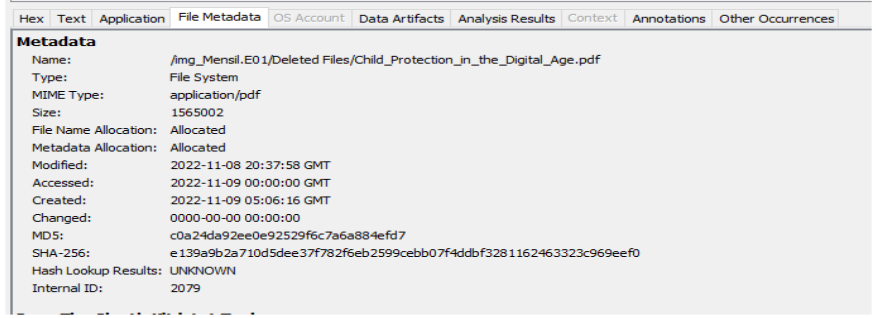 Hex Text Application File Metadata OS Account Data Artifacts Analysis Results Context Annotations Other Occurrences
Metadata
Name: /img_Mensil.E01/Deleted Files/Child_Protection_in_the_Digital_Age.pdf
Type: File System
MIME Type: application/pdf
Size: 1565002
File Name Allocation: Allocated
Metadata Allocation: Allocated
Modified: 2022-11-08 20:37:58 GMT
Accessed: 2022-11-09 00:00:00 GMT
Created: 2022-11-09 05:06:16 GMT
Changed: 0000-00-00 00:00:00
MD5: c0a24da92ee0e92529f6c7a6a884efd7
SHA-256: e139a9b2a710d5dee37f782f6eb2599cebb07f4ddbf3281162463323c969eef0
Hash Lookup Results: UNKNOWN
Internal ID: 2079